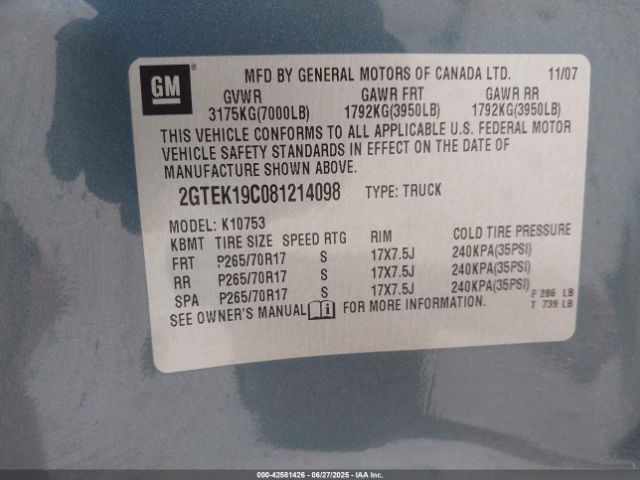 GM ®
MFD BY GENERAL MOTORS OF CANADA LTD. 11/07
GVWR GAWR FRT GAWR RR
3175KG(7000LB) 1792KG(3950LB) 1792KG(3950LB)
THIS VEHICLE CONFORMS TO ALL APPLICABLE U.S. FEDERAL MOTOR
VEHICLE SAFETY STANDARDS IN EFFECT ON THE DATE OF
MANUFACTURE SHOWN ABOVE.
2GTEK19C081214098 TYPE: TRUCK
MODEL: K10753
KBMT TIRE SIZE SPEED RTG RIM COLD TIRE PRESSURE
FRT P265/70R17 S 17X7.5J 240KPA(35PSI)
RR P265/70R17 S 17X7.5J 240KPA(35PSI)
SPA P265/70R17 S 17X7.5J 240KPA(35PSI)
F 286 LB
SEE OWNER'S MANUAL i FOR MORE INFORMATION.
T 739 LB
000-42581426 - 06/27/2025 - IAA Inc.